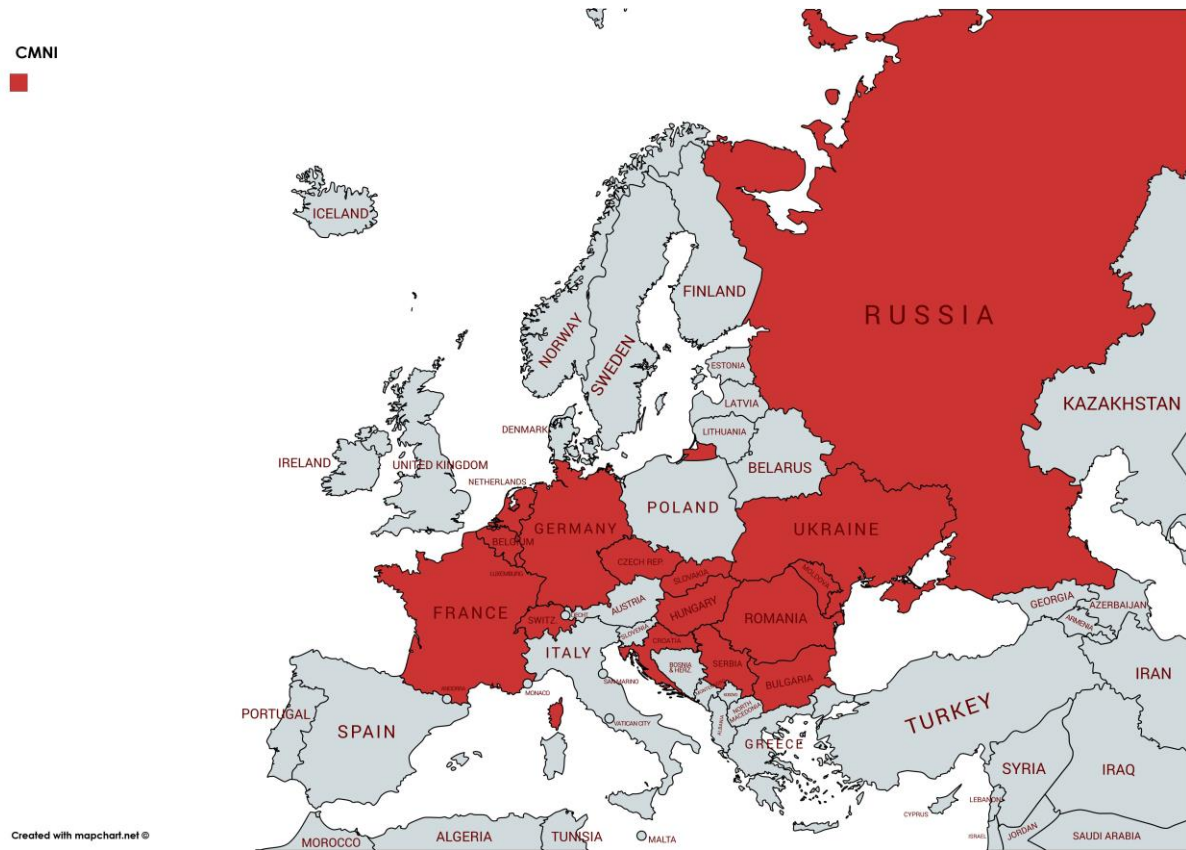 CMNI
ICELAND
NORWAY
SWEDEN
FINLAND
RUSSIA
ESTONIA
LATVIA
LITHUANIA
DENMARK
KAZAKHSTAN
IRELAND
UNITED KINGDOM
NETHERLANDS
BELARUS
POLAND
GERMANY
UKRAINE
BELGIUM
LUXEMBURG
CZECH REP.
SLOVAKIA
MOLDOVA
FRANCE
SWITZ.
AUSTRIA
HUNGARY
ROMANIA
GEORGIA
AZERBAIJAN
ARMENIA
SLOVENIA
CROATIA
ITALY
BOSNIA
& HERZ.
SERBIA
BULGARIA
IRAN
SAN MARINO
MONACO
ANDORRA
NORTH
MACEDONIA
ALBANIA
PORTUGAL
SPAIN
VATICAN CITY
TURKEY
GREECE
SYRIA
IRAQ
LEBANON
CYPRUS
ISRAEL
JORDAN
SAUDI ARABIA
MOROCCO
ALGERIA
TUNISIA
MALTA
Created with mapchart.net ©